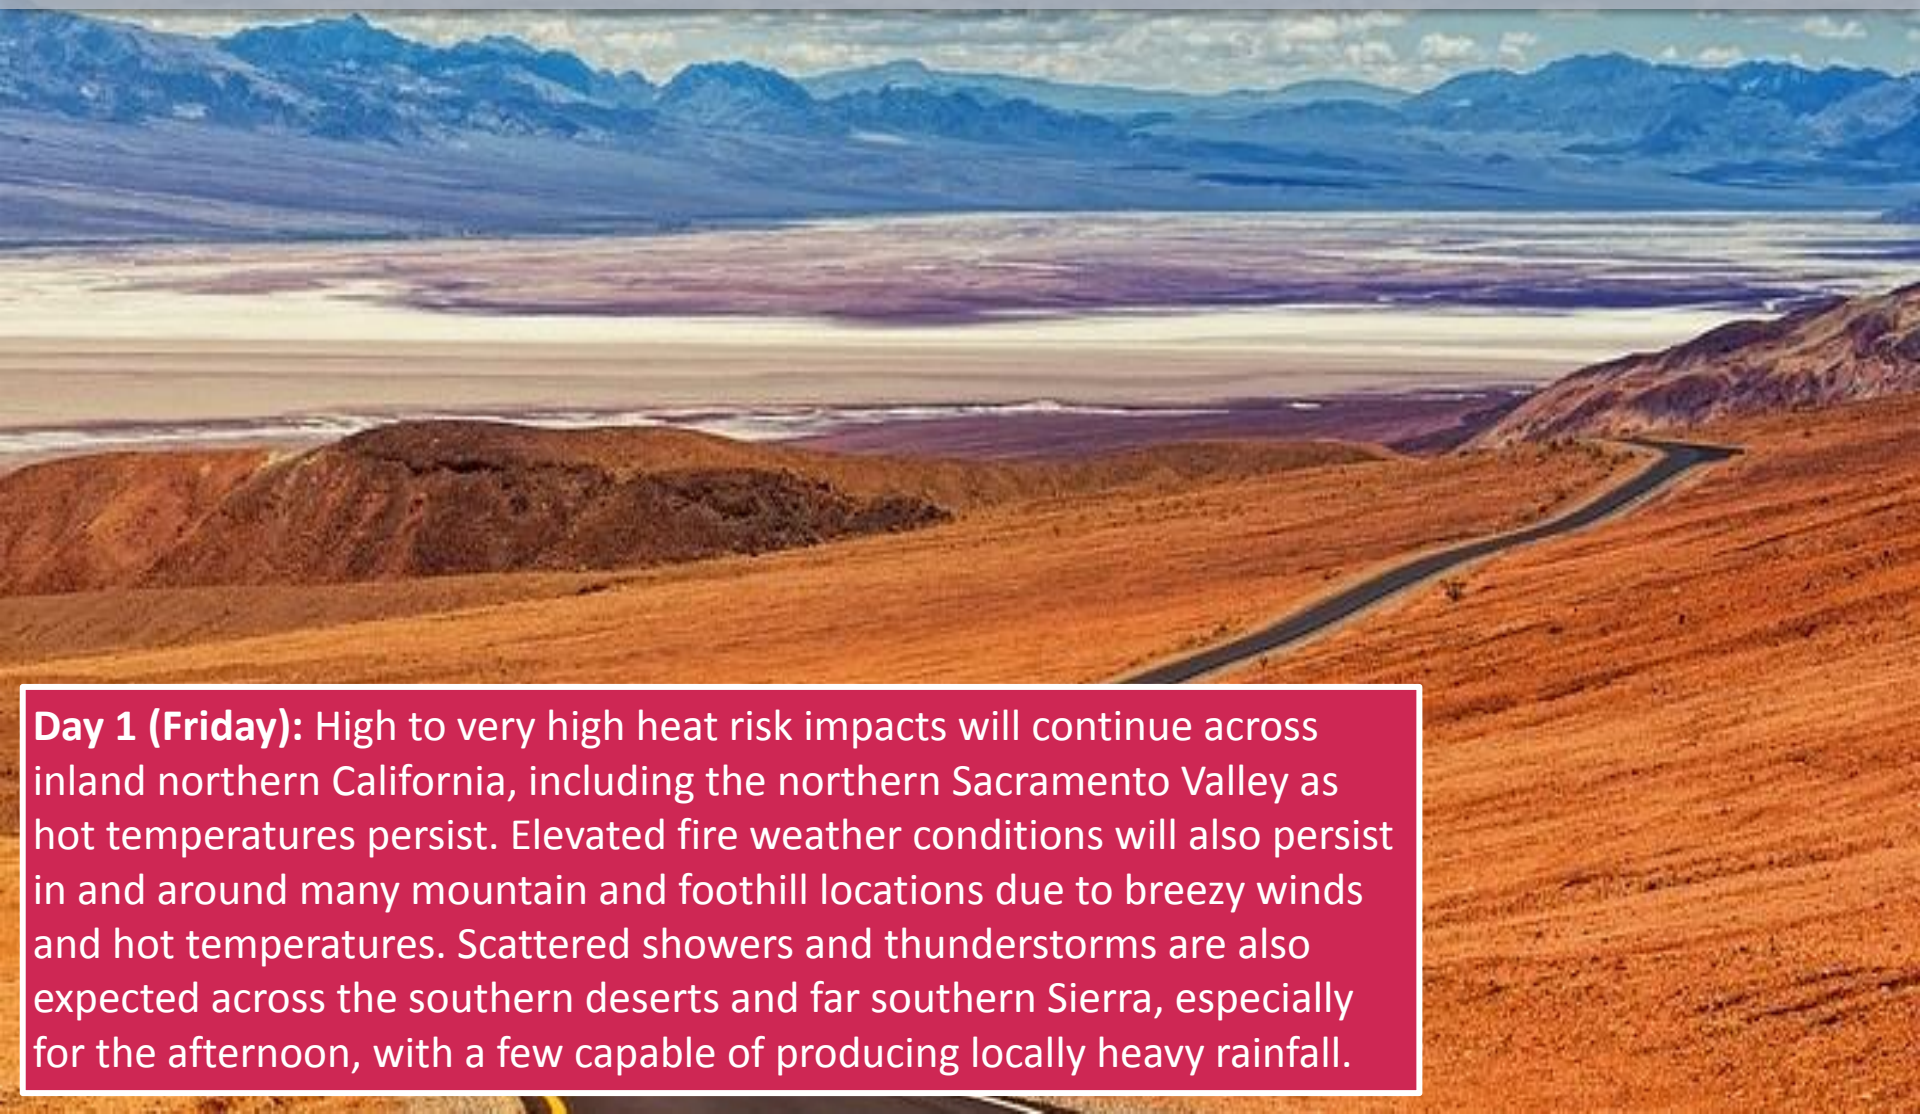 Day 1 (Friday): High to very high heat risk impacts will continue across
inland northern California, including the northern Sacramento Valley as
hot temperatures persist. Elevated fire weather conditions will also persist
in and around many mountain and foothill locations due to breezy winds
and hot temperatures. Scattered showers and thunderstorms are also
expected across the southern deserts and far southern Sierra, especially
for the afternoon, with a few capable of producing locally heavy rainfall.